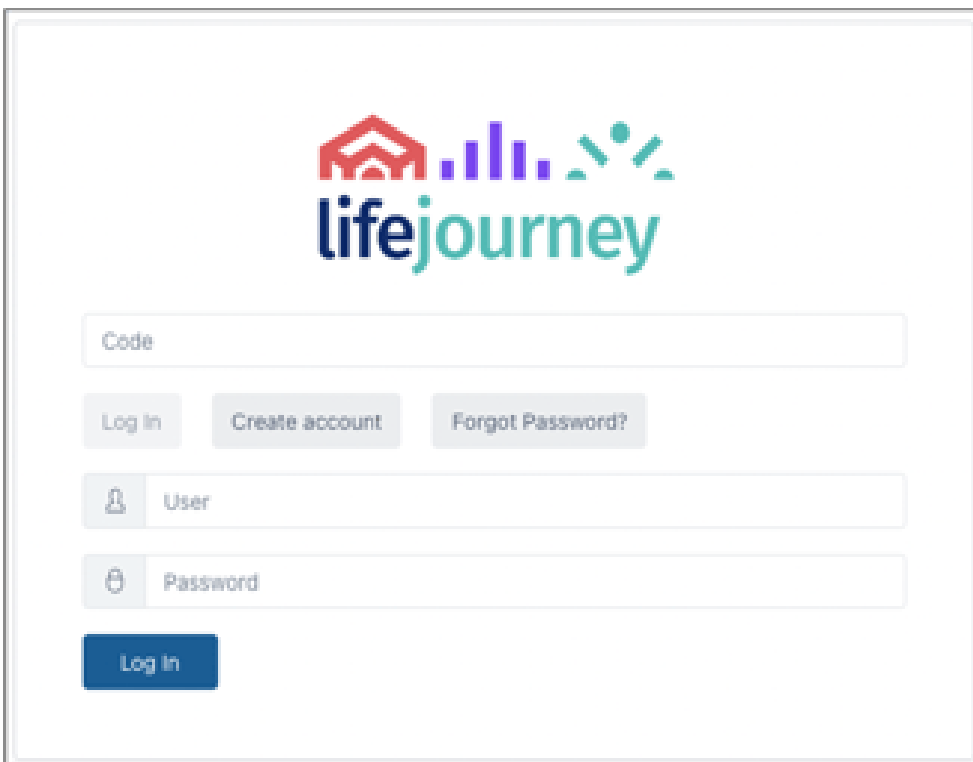 lifejourney
Code
Log In Create account Forgot Password?
User
Password
Log In